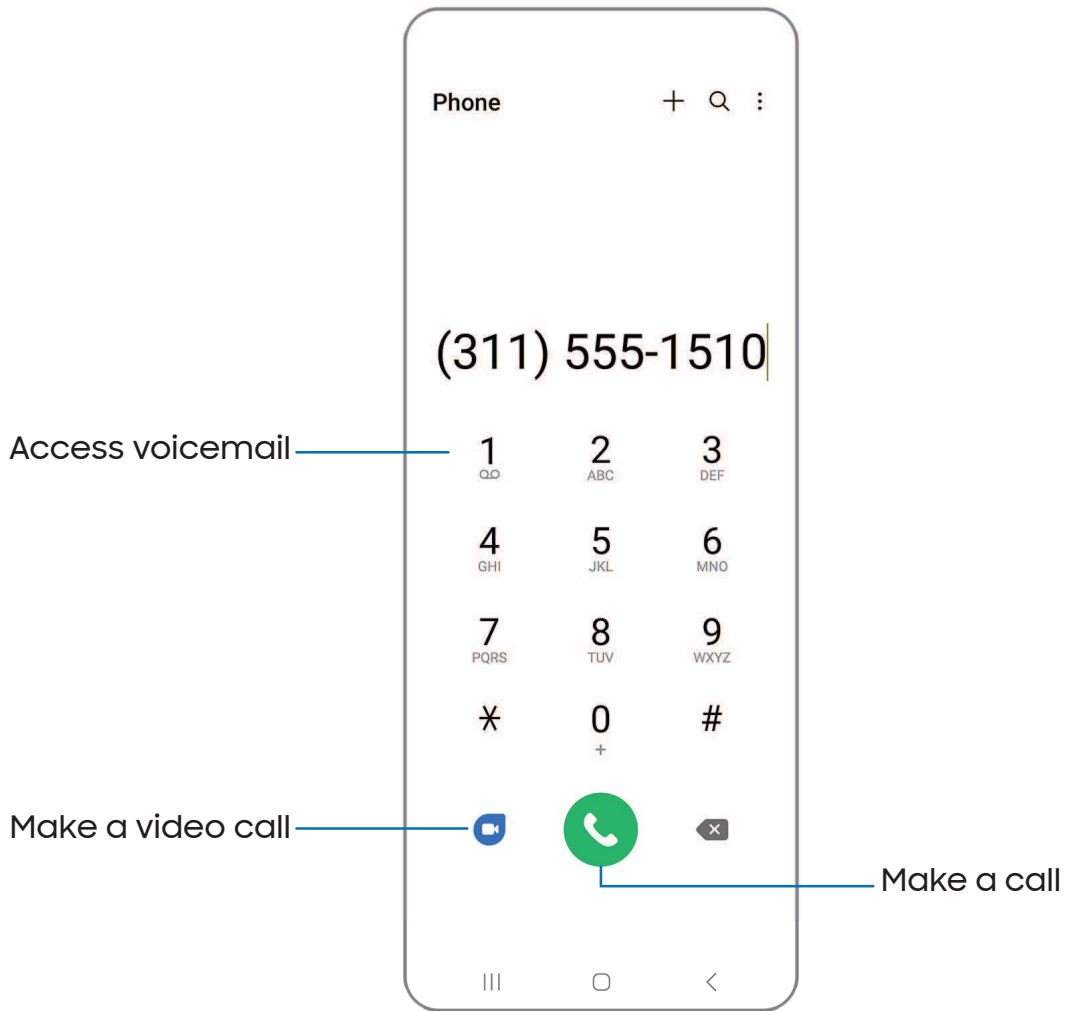 Phone
(311) 555-1510
Access voicemail
1 2 3
ABC DEF
4 5 6
GHI JKL MNO
7 8 9
PQRS TUV WXYZ
* 0 #
+
Make a video call
Make a call